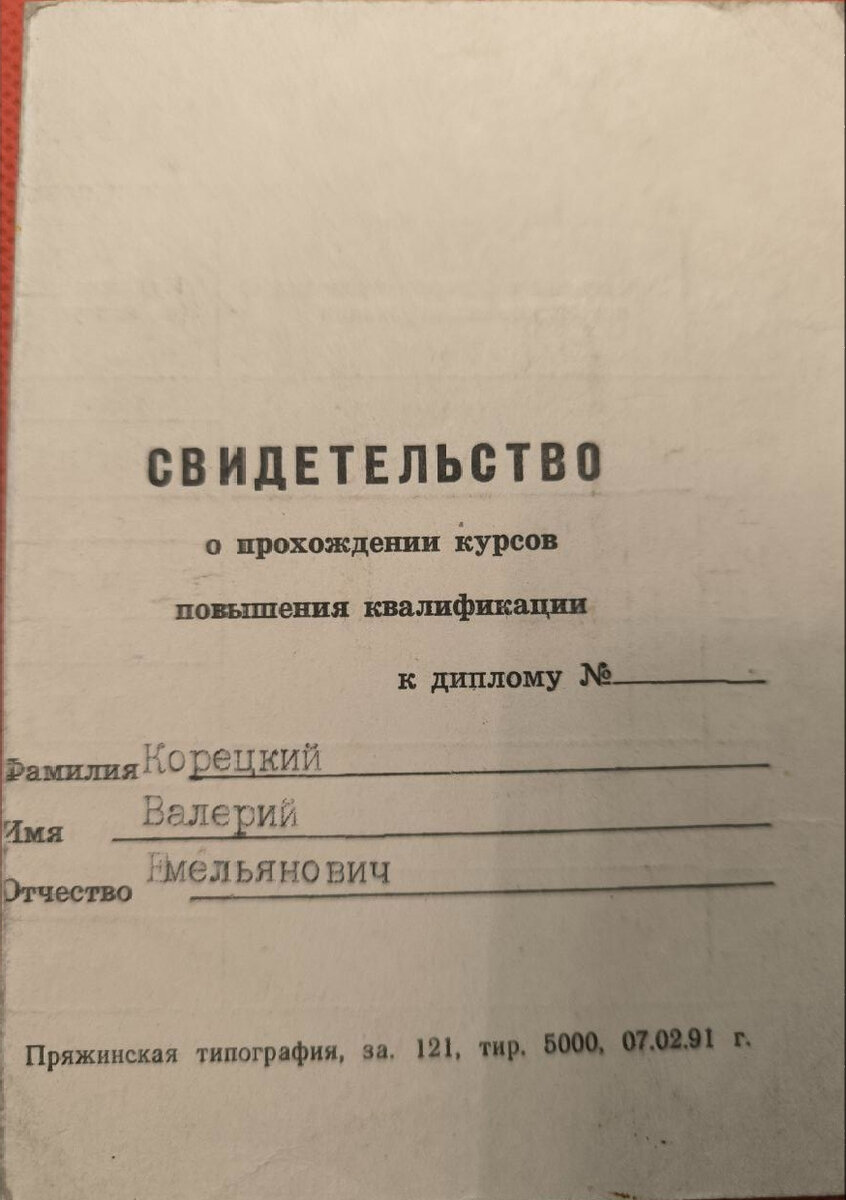 СВИДЕТЕЛЬСТВО
о прохождении курсов
повышения квалификации
к диплому №
Фамилия Корецкий
Имя Валерий
Отчество Емельянович
Пряжинская типография, за. 121, тир. 5000, 07.02.91 г.